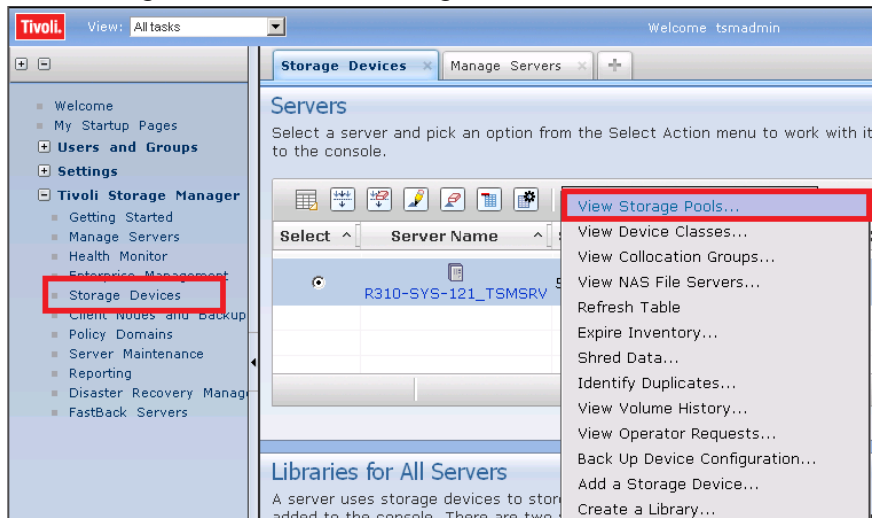 Tivoli. View: All tasks Welcome tsmadmin
Storage Devices Manage Servers
Welcome
My Startup Pages
Users and Groups
Settings
Tivoli Storage Manager
Getting Started
Manage Servers
Health Monitor
Enterprise Management
Storage Devices
Client Nodes and Backup
Policy Domains
Server Maintenance
Reporting
Disaster Recovery Manag
FastBack Servers
Servers
Select a server and pick an option from the Select Action menu to work with it
to the console.
Select Server Name
R310-SYS-121_TSMSRV
View Storage Pools...
View Device Classes...
View Collocation Groups...
View NAS File Servers...
Refresh Table
Expire Inventory...
Shred Data...
Identify Duplicates...
View Volume History...
View Operator Requests...
Back Up Device Configuration...
Add a Storage Device...
Create a Library...
Libraries for All Servers
A server uses storage devices to stor
added to the console. There are two